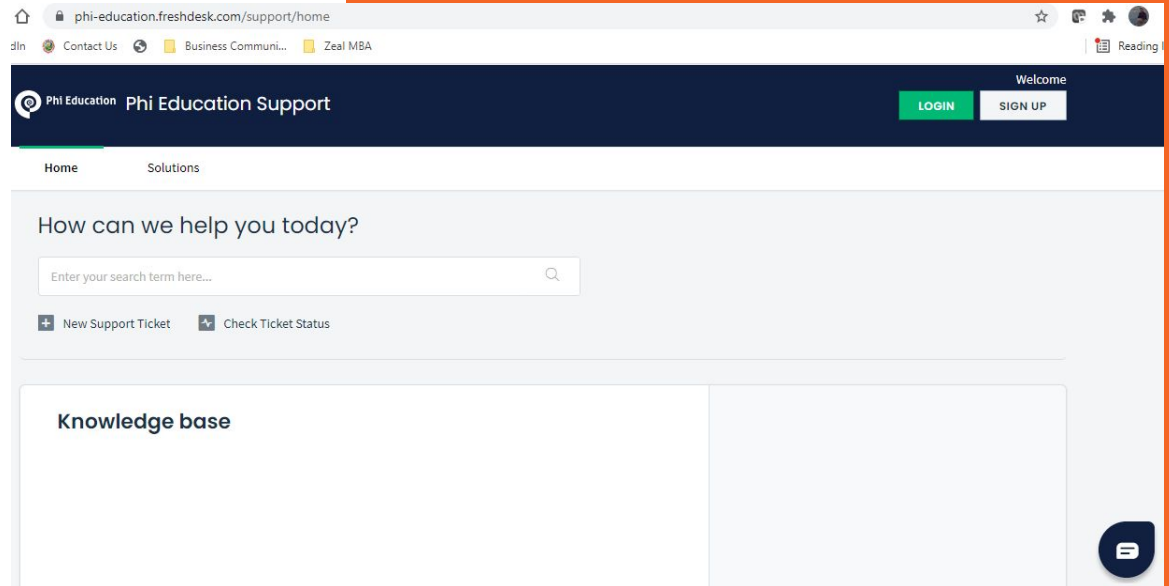 phi-education.freshdesk.com/support/home
dIn Contact Us Business Communi... Zeal MBA Reading
Welcome
Phi Education Phi Education Support LOGIN SIGN UP
Home Solutions
How can we help you today?
Enter your search term here...
New Support Ticket Check Ticket Status
Knowledge base